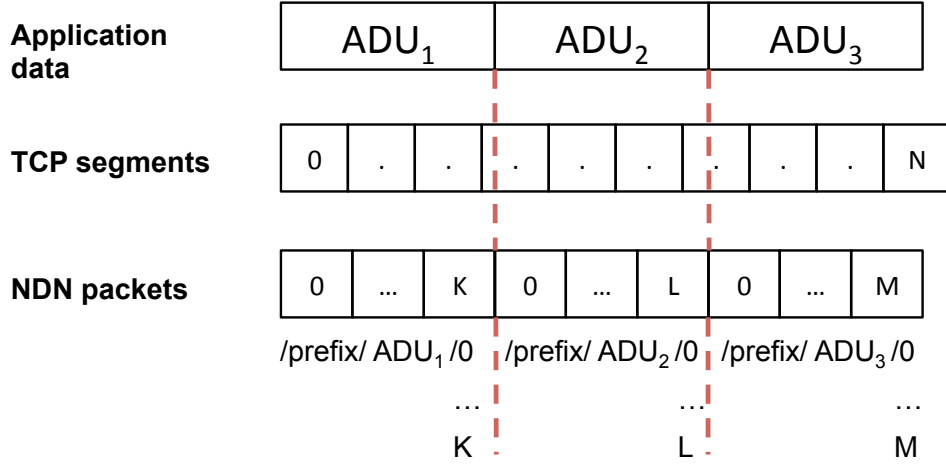 Application data ADU₁ ADU₂ ADU₃
TCP segments 0 . . . . . . . . N
NDN packets 0 ... K 0 ... L 0 ... M
/prefix/ ADU₁ /0 /prefix/ ADU₂ /0 /prefix/ ADU₃ /0
... ... ...
K L M